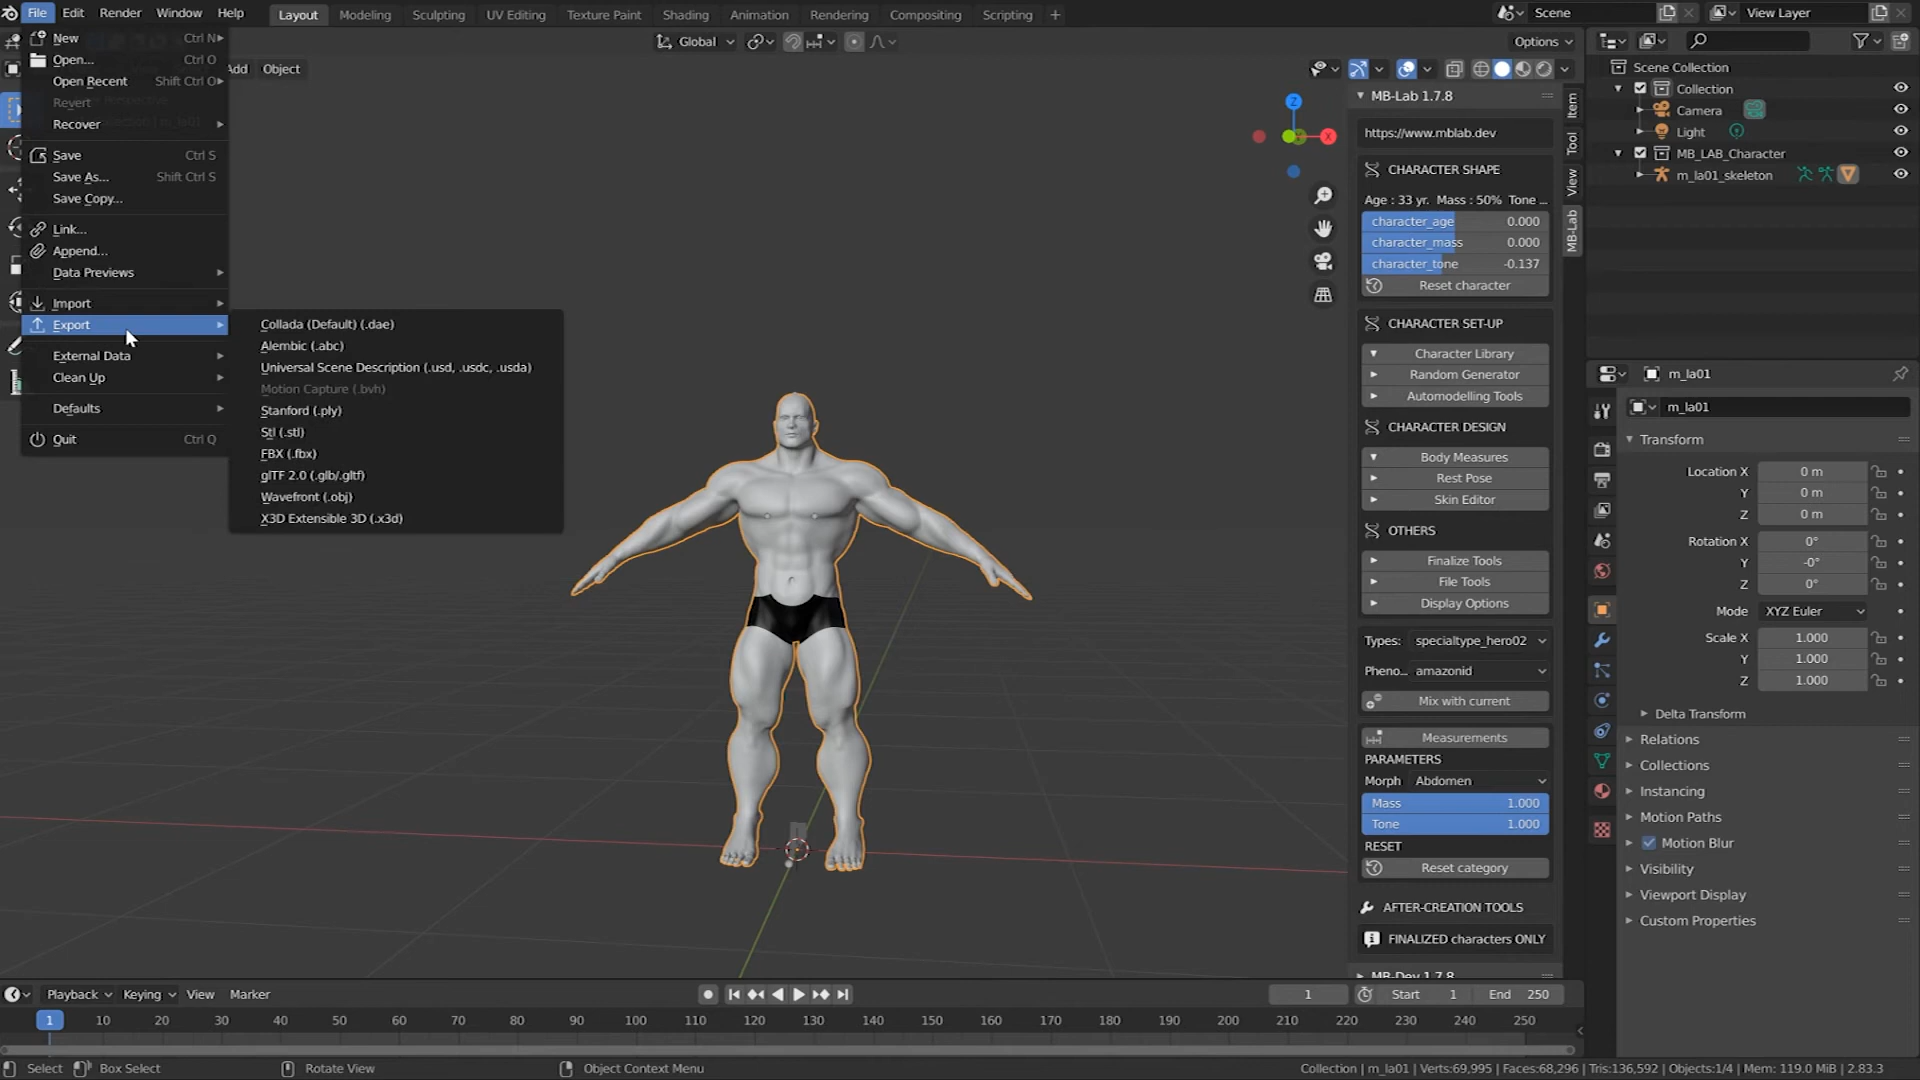 File Edit Render Window Help Layout Modeling Sculpting UV Editing Texture Paint Shading Animation Rendering Compositing Scripting + Scene View Layer
Global Options
Add Object
New Ctrl N
Open... Ctrl O
Open Recent Shift Ctrl O
Revert
Recover
Save Ctrl S
Save As... Shift Ctrl S
Save Copy...
Link...
Append...
Data Previews
Import
Export
External Data
Clean Up
Defaults
Quit Ctrl Q
Collada (Default) (.dae)
Alembic (.abc)
Universal Scene Description (.usd, .usdc, .usda)
Motion Capture (.bvh)
Stanford (.ply)
Stl (.stl)
FBX (.fbx)
glTF 2.0 (.glb/.gltf)
Wavefront (.obj)
X3D Extensible 3D (.x3d)
Z
X
MB-Lab 1.7.8
https://www.mblab.dev
CHARACTER SHAPE
Age : 33 yr. Mass : 50% Tone ...
character_age 0.000
character_mass 0.000
character_tone -0.137
Reset character
CHARACTER SET-UP
Character Library
Random Generator
Automodelling Tools
CHARACTER DESIGN
Body Measures
Rest Pose
Skin Editor
OTHERS
Finalize Tools
File Tools
Display Options
Types: specialtype_hero02
Pheno... amazonid
Mix with current
Measurements
PARAMETERS
Morph Abdomen
Mass 1.000
Tone 1.000
RESET
Reset category
AFTER-CREATION TOOLS
FINALIZED characters ONLY
MB-Dev 1.7.8
Item
Tool
View
MB-Lab
Scene Collection
Collection
Camera
Light
MB_LAB_Character
m_la01_skeleton
m_la01
m_la01
Transform
Location X 0 m
Y 0 m
Z 0 m
Rotation X 0°
Y -0°
Z 0°
Mode XYZ Euler
Scale X 1.000
Y 1.000
Z 1.000
Delta Transform
Relations
Collections
Instancing
Motion Paths
Motion Blur
Visibility
Viewport Display
Custom Properties
Playback Keying View Marker 1 Start 1 End 250
1 10 20 30 40 50 60 70 80 90 100 110 120 130 140 150 160 170 180 190 200 210 220 230 240 250
Select Box Select Rotate View Object Context Menu Collection | m_la01 | Verts:69,995 | Faces:68,296 | Tris:136,592 | Objects:1/4 | Mem: 119.0 MiB | 2.83.3